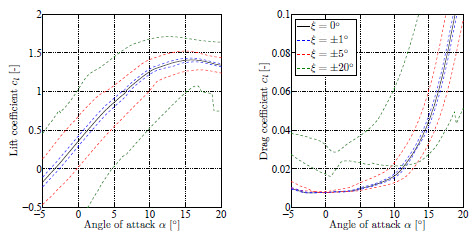 2
1.5
1
0.5
0
−0.5
Lift coefficient c_l [-]
−5 0 5 10 15 20
Angle of attack α [°]
0.1
0.08
0.06
0.04
0.02
0
Drag coefficient c_l [-]
−5 0 5 10 15 20
Angle of attack α [°]
ξ = 0°
ξ = ±1°
ξ = ±5°
ξ = ±20°